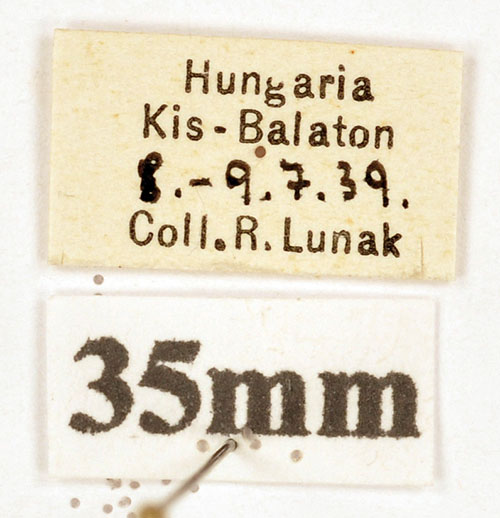 Hungaria
Kis-Balaton
8.-9.7.39.
Coll. R. Lunak
35mm